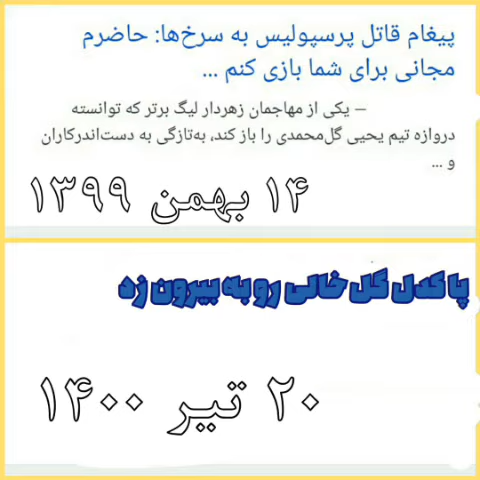 پیغام قاتل پرسپولیس به سرخ‌ها: حاضرم
مجانی برای شما بازی کنم ...
— یکی از مهاجمان زهردار لیگ برتر که توانسته
دروازه تیم یحیی گل‌محمدی را باز کند، به‌تازگی به دست‌اندرکاران
و ...
۱۴ بهمن ۱۳۹۹
پاکدل گل خالی رو به بیرون زد
۲۰ تیر ۱۴۰۰